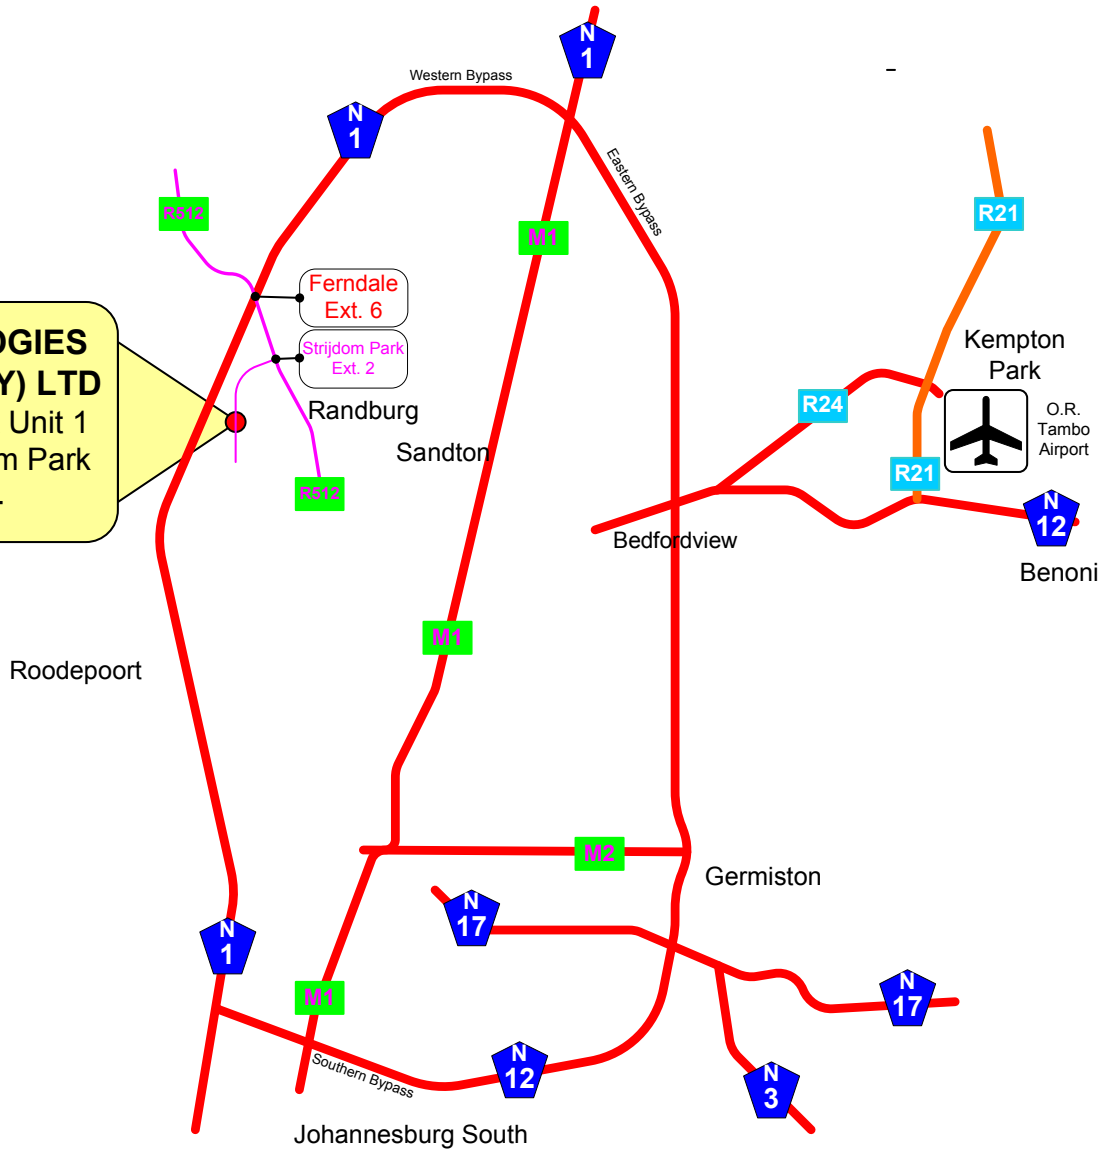 N
1
Western Bypass
N
1
Eastern Bypass
R512
M1
R21
Ferndale
Ext. 6
Strijdom Park
Ext. 2
OGIES
Y) LTD
Unit 1
m Park
Randburg
Sandton
Kempton
Park
R24
O.R.
Tambo
Airport
R21
R512
N
12
Bedfordview
Benoni
M1
Roodepoort
M2
Germiston
N
17
N
1
M1
N
17
Southern Bypass
N
12
N
3
Johannesburg South